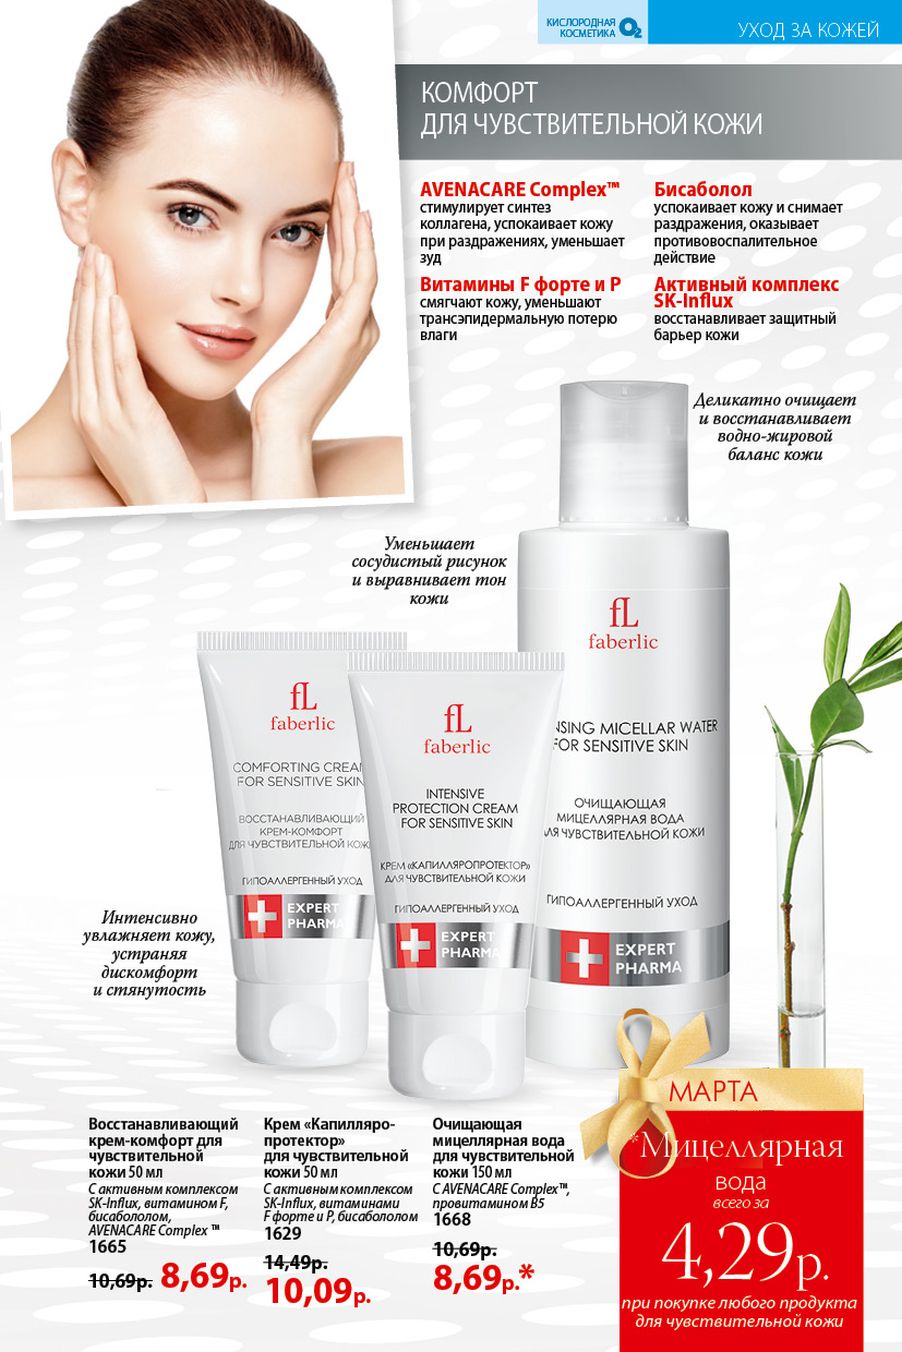 КИСЛОРОДНАЯ
КОСМЕТИКА O2
УХОД ЗА КОЖЕЙ
КОМФОРТ
ДЛЯ ЧУВСТВИТЕЛЬНОЙ КОЖИ
AVENACARE Complex™
стимулирует синтез
коллагена, успокаивает кожу
при раздражениях, уменьшает
зуд
Витамины F форте и Р
смягчают кожу, уменьшают
трансэпидермальную потерю
влаги
Бисаболол
успокаивает кожу и снимает
раздражения, оказывает
противовоспалительное
действие
Активный комплекс
SK-Influx
восстанавливает защитный
барьер кожи
Деликатно очищает
и восстанавливает
водно-жировой
баланс кожи
Уменьшает
сосудистый рисунок
и выравнивает тон
кожи
Интенсивно
увлажняет кожу,
устраняя
дискомфорт
и стянутость
fL
faberlic
COMFORTING CREAM
FOR SENSITIVE SKIN
ВОССТАНАВЛИВАЮЩИЙ
КРЕМ-КОМФОРТ
ДЛЯ ЧУВСТВИТЕЛЬНОЙ КОЖ
ГИПОАЛЛЕРГЕННЫЙ УХОД
EXPERT
PHARMA
fL
faberlic
INTENSIVE
PROTECTION CREAM
FOR SENSITIVE SKIN
КРЕМ «КАПИЛЛЯРОПРОТЕКТОР»
ДЛЯ ЧУВСТВИТЕЛЬНОЙ КОЖИ
ГИПОАЛЛЕРГЕННЫЙ УХОД
EXPERT
PHARMA
fL
faberlic
NSING MICELLAR WATER
FOR SENSITIVE SKIN
ОЧИЩАЮЩАЯ
МИЦЕЛЛЯРНАЯ ВОДА
ЛЯ ЧУВСТВИТЕЛЬНОЙ КОЖИ
ГИПОАЛЛЕРГЕННЫЙ УХОД
EXPERT
PHARMA
Восстанавливающий
крем-комфорт для
чувствительной
кожи 50 мл
С активным комплексом
SK-Influx, витамином F,
бисабололом,
AVENACARE Complex ™
1665
10,69р. 8,69р.
Крем «Капилляро-
протектор»
для чувствительной
кожи 50 мл
С активным комплексом
SK-Influx, витаминами
F форте и Р, бисабололом
1629
14,49р.
10,09р.
Очищающая
мицеллярная вода
для чувствительной
кожи 150 мл
С AVENACARE Complex™,
провитамином В5
1668
10,69р.
8,69р.*
МАРТА
*Мицеллярная
вода
всего за
4,29р.
при покупке любого продукта
для чувствительной кожи